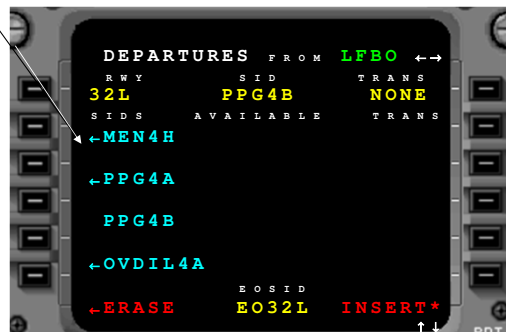 DEPARTURES FROM LFBO ←→
RWY SID TRANS
32L PPG4B NONE
SIDS AVAILABLE TRANS
←MEN4H
←PPG4A
PPG4B
←OVDIL4A
EOSID
←ERASE EO32L INSERT*
↑↓